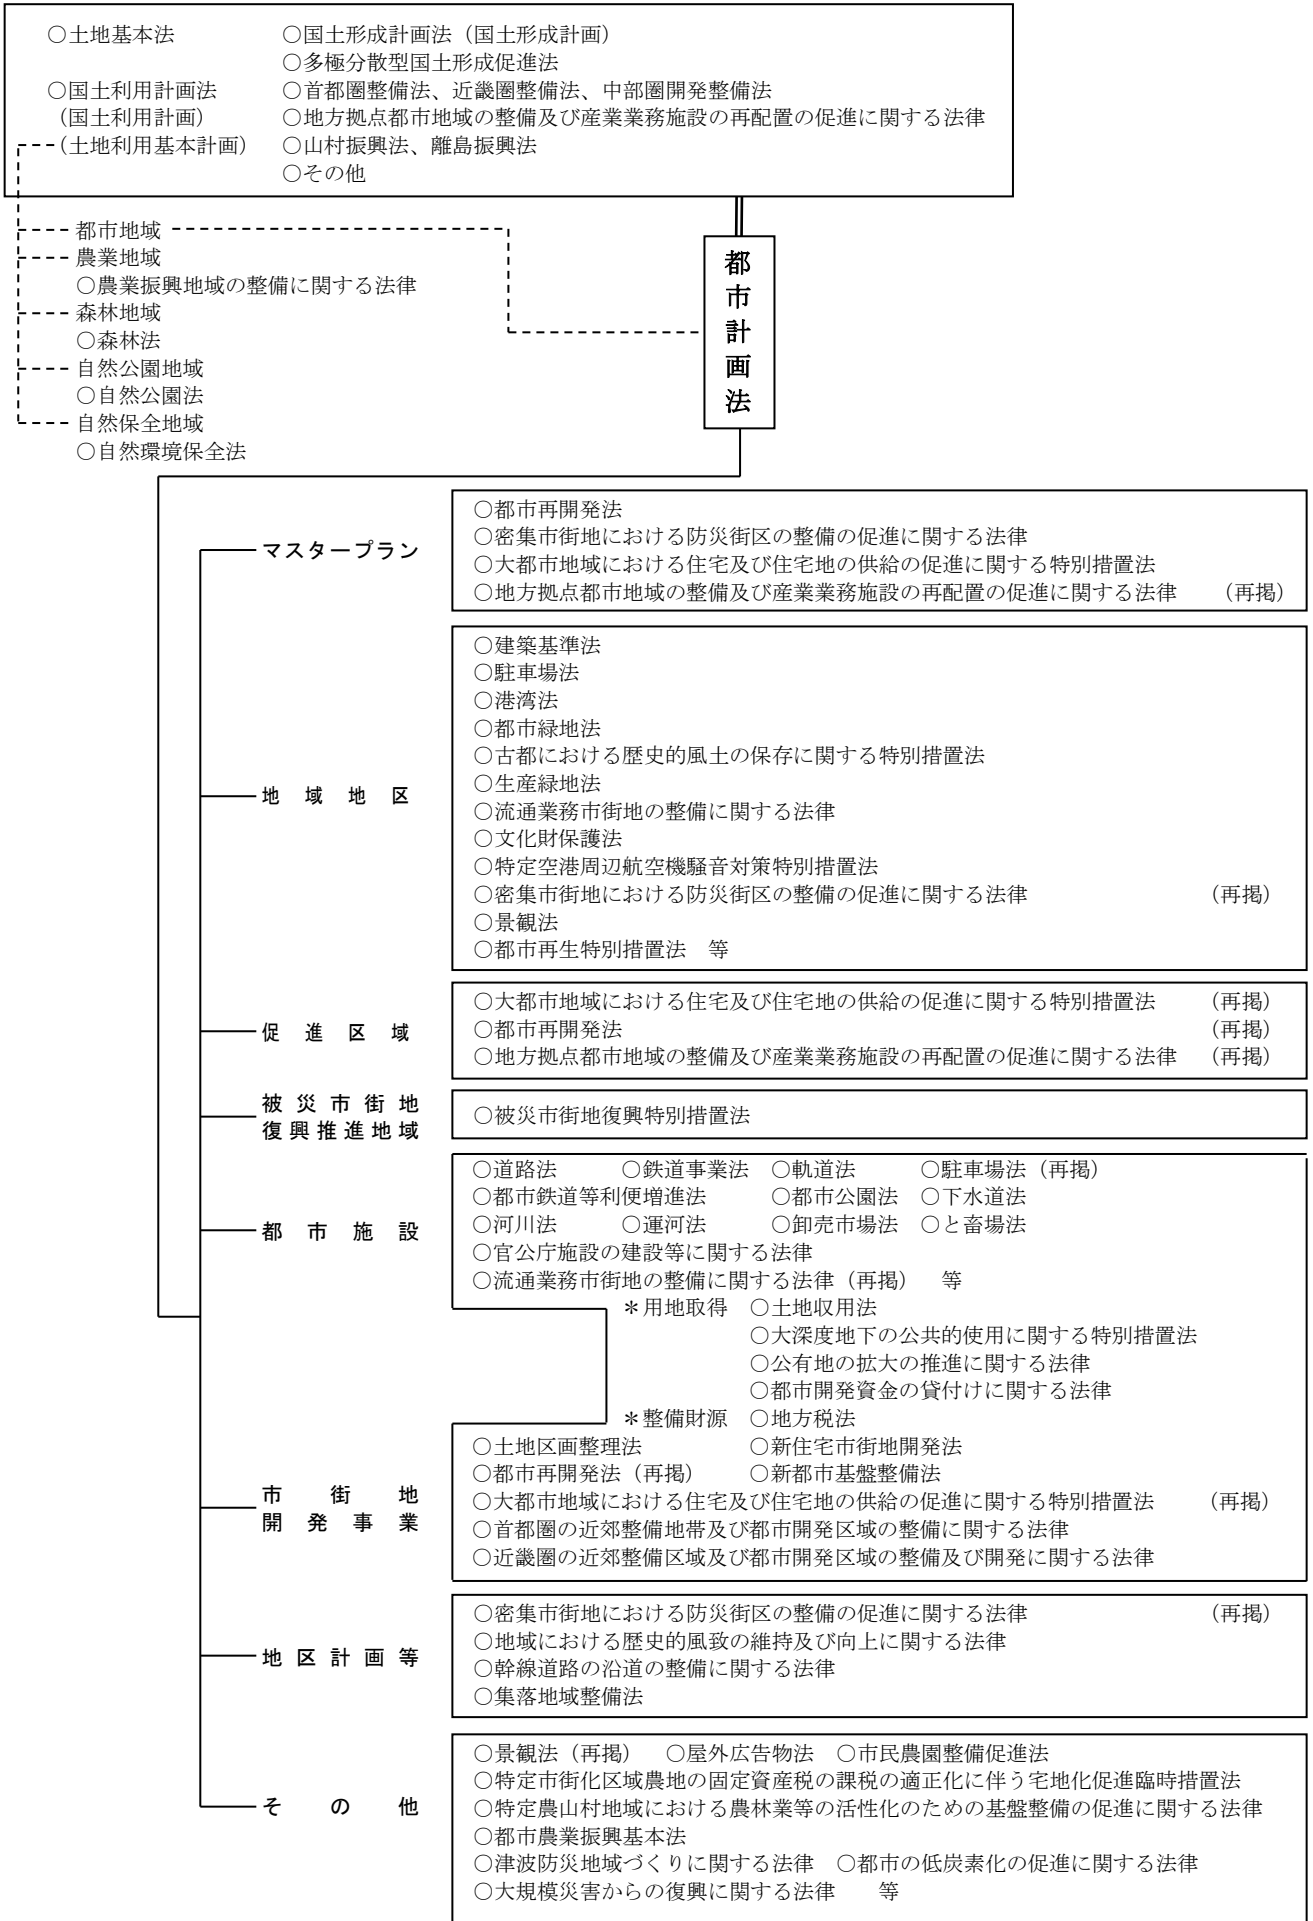 ○土地基本法　○国土形成計画法（国土形成計画）
○多極分散型国土形成促進法
○国土利用計画法　○首都圏整備法、近畿圏整備法、中部圏開発整備法
（国土利用計画）　○地方拠点都市地域の整備及び産業業務施設の再配置の促進に関する法律
（土地利用基本計画）　○山村振興法、離島振興法
○その他
都市地域
農業地域
○農業振興地域の整備に関する法律
森林地域
○森林法
自然公園地域
○自然公園法
自然保全地域
○自然環境保全法
都市計画法
マスタープラン
○都市再開発法
○密集市街地における防災街区の整備の促進に関する法律
○大都市地域における住宅及び住宅地の供給の促進に関する特別措置法
○地方拠点都市地域の整備及び産業業務施設の再配置の促進に関する法律　（再掲）
地域地区
○建築基準法
○駐車場法
○港湾法
○都市緑地法
○古都における歴史的風土の保存に関する特別措置法
○生産緑地法
○流通業務市街地の整備に関する法律
○文化財保護法
○特定空港周辺航空機騒音対策特別措置法
○密集市街地における防災街区の整備の促進に関する法律　（再掲）
○景観法
○都市再生特別措置法　等
促進区域
○大都市地域における住宅及び住宅地の供給の促進に関する特別措置法　（再掲）
○都市再開発法　（再掲）
○地方拠点都市地域の整備及び産業業務施設の再配置の促進に関する法律　（再掲）
被災市街地
復興推進地域
○被災市街地復興特別措置法
都市施設
○道路法　○鉄道事業法　○軌道法　○駐車場法（再掲）
○都市鉄道等利便増進法　○都市公園法　○下水道法
○河川法　○運河法　○卸売市場法　○と畜場法
○官公庁施設の建設等に関する法律
○流通業務市街地の整備に関する法律（再掲）　等
＊用地取得　○土地収用法
○大深度地下の公共的使用に関する特別措置法
○公有地の拡大の推進に関する法律
○都市開発資金の貸付けに関する法律
＊整備財源　○地方税法
市街地
開発事業
○土地区画整理法　○新住宅市街地開発法
○都市再開発法（再掲）　○新都市基盤整備法
○大都市地域における住宅及び住宅地の供給の促進に関する特別措置法　（再掲）
○首都圏の近郊整備地帯及び都市開発区域の整備に関する法律
○近畿圏の近郊整備区域及び都市開発区域の整備及び開発に関する法律
地区計画等
○密集市街地における防災街区の整備の促進に関する法律　（再掲）
○地域における歴史的風致の維持及び向上に関する法律
○幹線道路の沿道の整備に関する法律
○集落地域整備法
その他
○景観法（再掲）　○屋外広告物法　○市民農園整備促進法
○特定市街化区域農地の固定資産税の課税の適正化に伴う宅地化促進臨時措置法
○特定農山村地域における農林業等の活性化のための基盤整備の促進に関する法律
○都市農業振興基本法
○津波防災地域づくりに関する法律　○都市の低炭素化の促進に関する法律
○大規模災害からの復興に関する法律　等